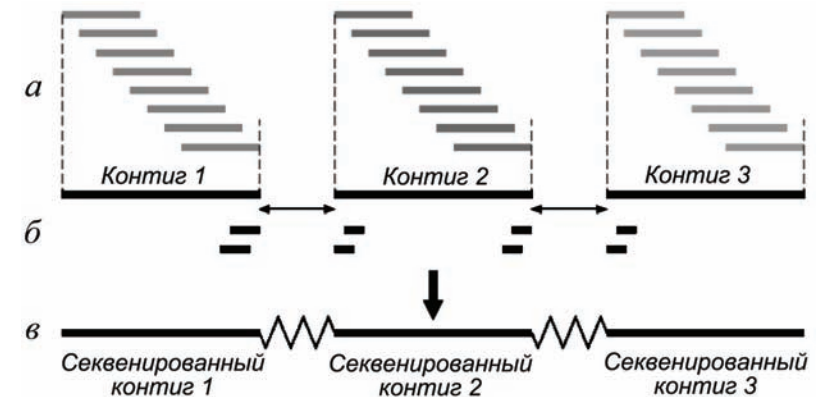 а
Контиг 1
Контиг 2
Контиг 3
б
в
Секвенированный
контиг 1
Секвенированный
контиг 2
Секвенированный
контиг 3